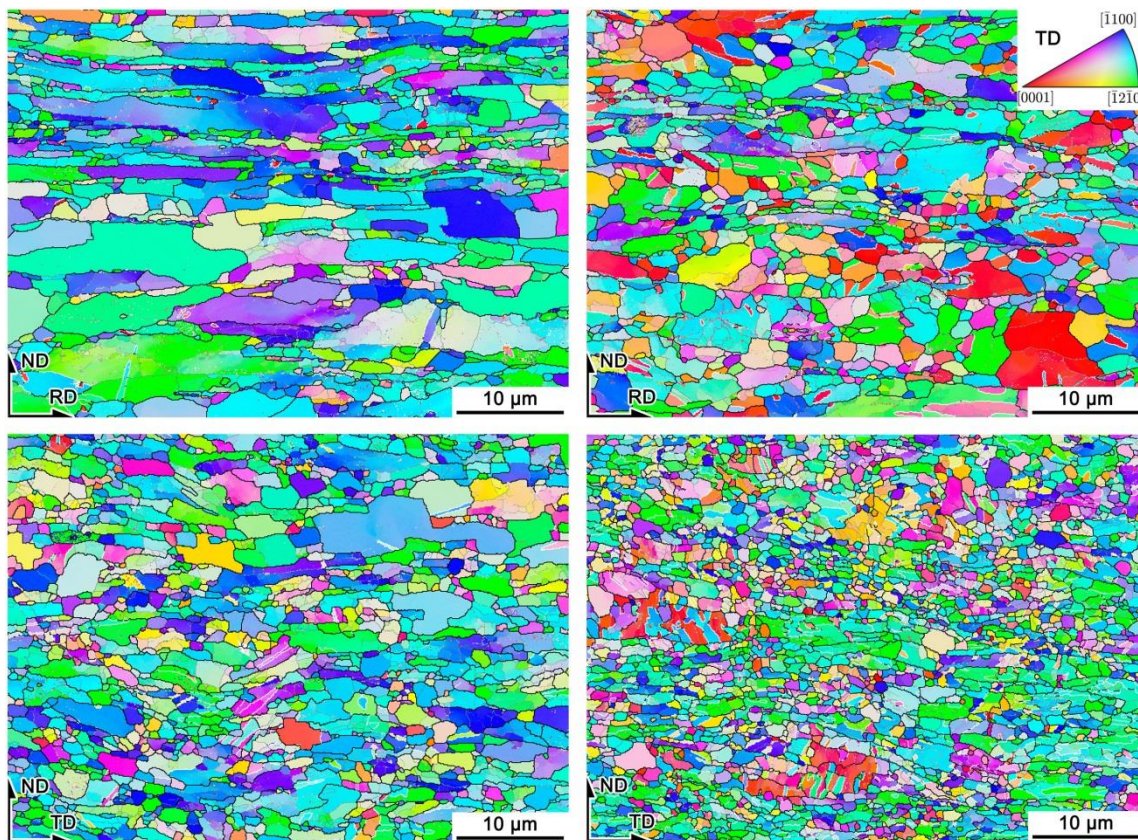 [1̄100]
TD
[0001]
[1̄21̄0]
ND
RD
10 µm
ND
RD
10 µm
ND
TD
10 µm
ND
TD
10 µm